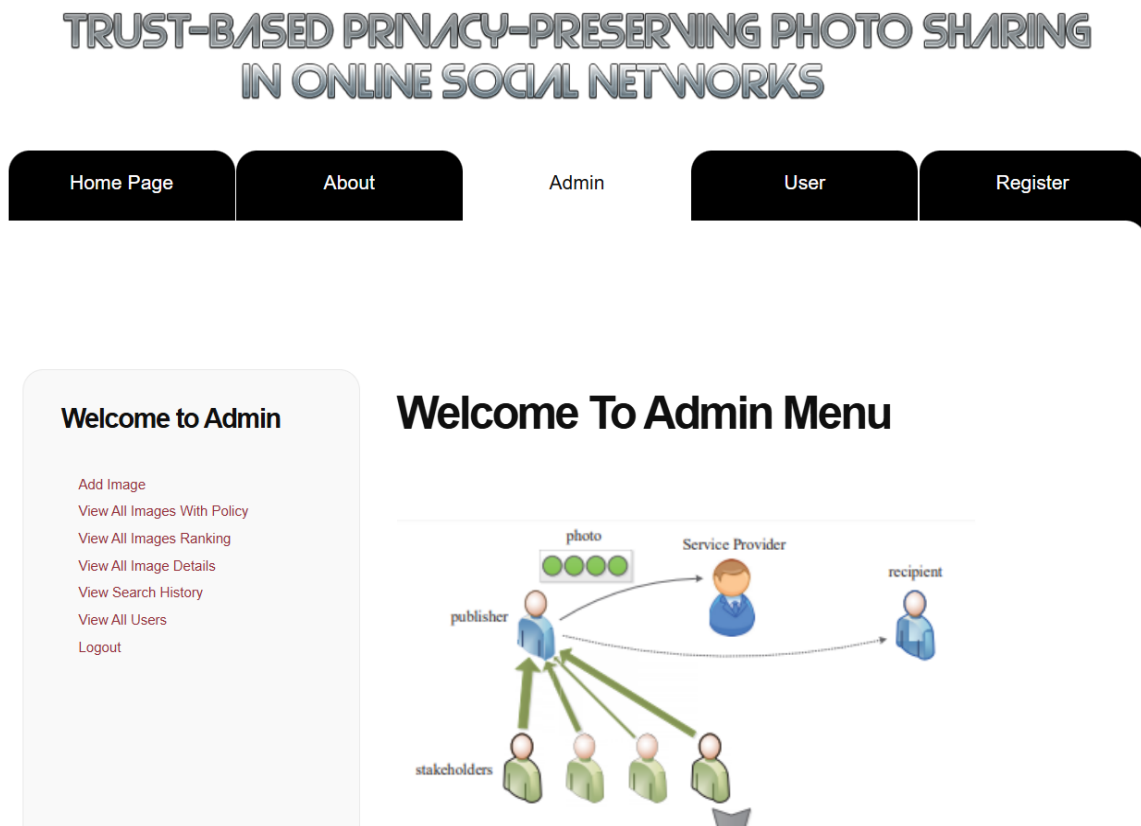 TRUST-BASED PRIVACY-PRESERVING PHOTO SHARING
IN ONLINE SOCIAL NETWORKS
Home Page
About
Admin
User
Register
Welcome to Admin
Add Image
View All Images With Policy
View All Images Ranking
View All Image Details
View Search History
View All Users
Logout
Welcome To Admin Menu
photo
Service Provider
recipient
publisher
stakeholders